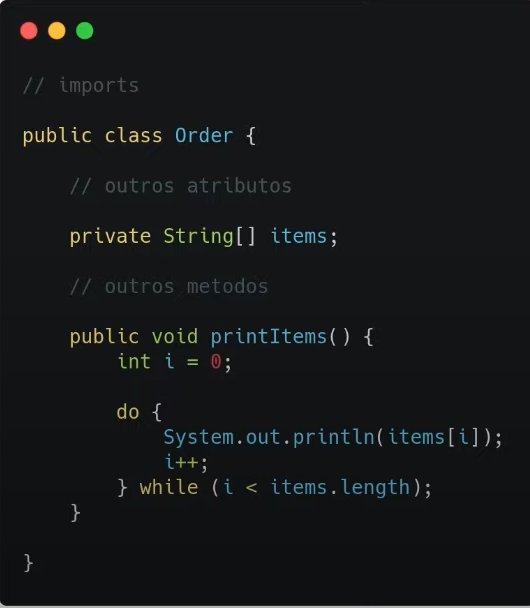 // imports
public class Order {
// outros atributos
private String[] items;
// outros metodos
public void printItems() {
int i = 0;
do {
System.out.println(items[i]);
i++;
} while (i < items.length);
}
}